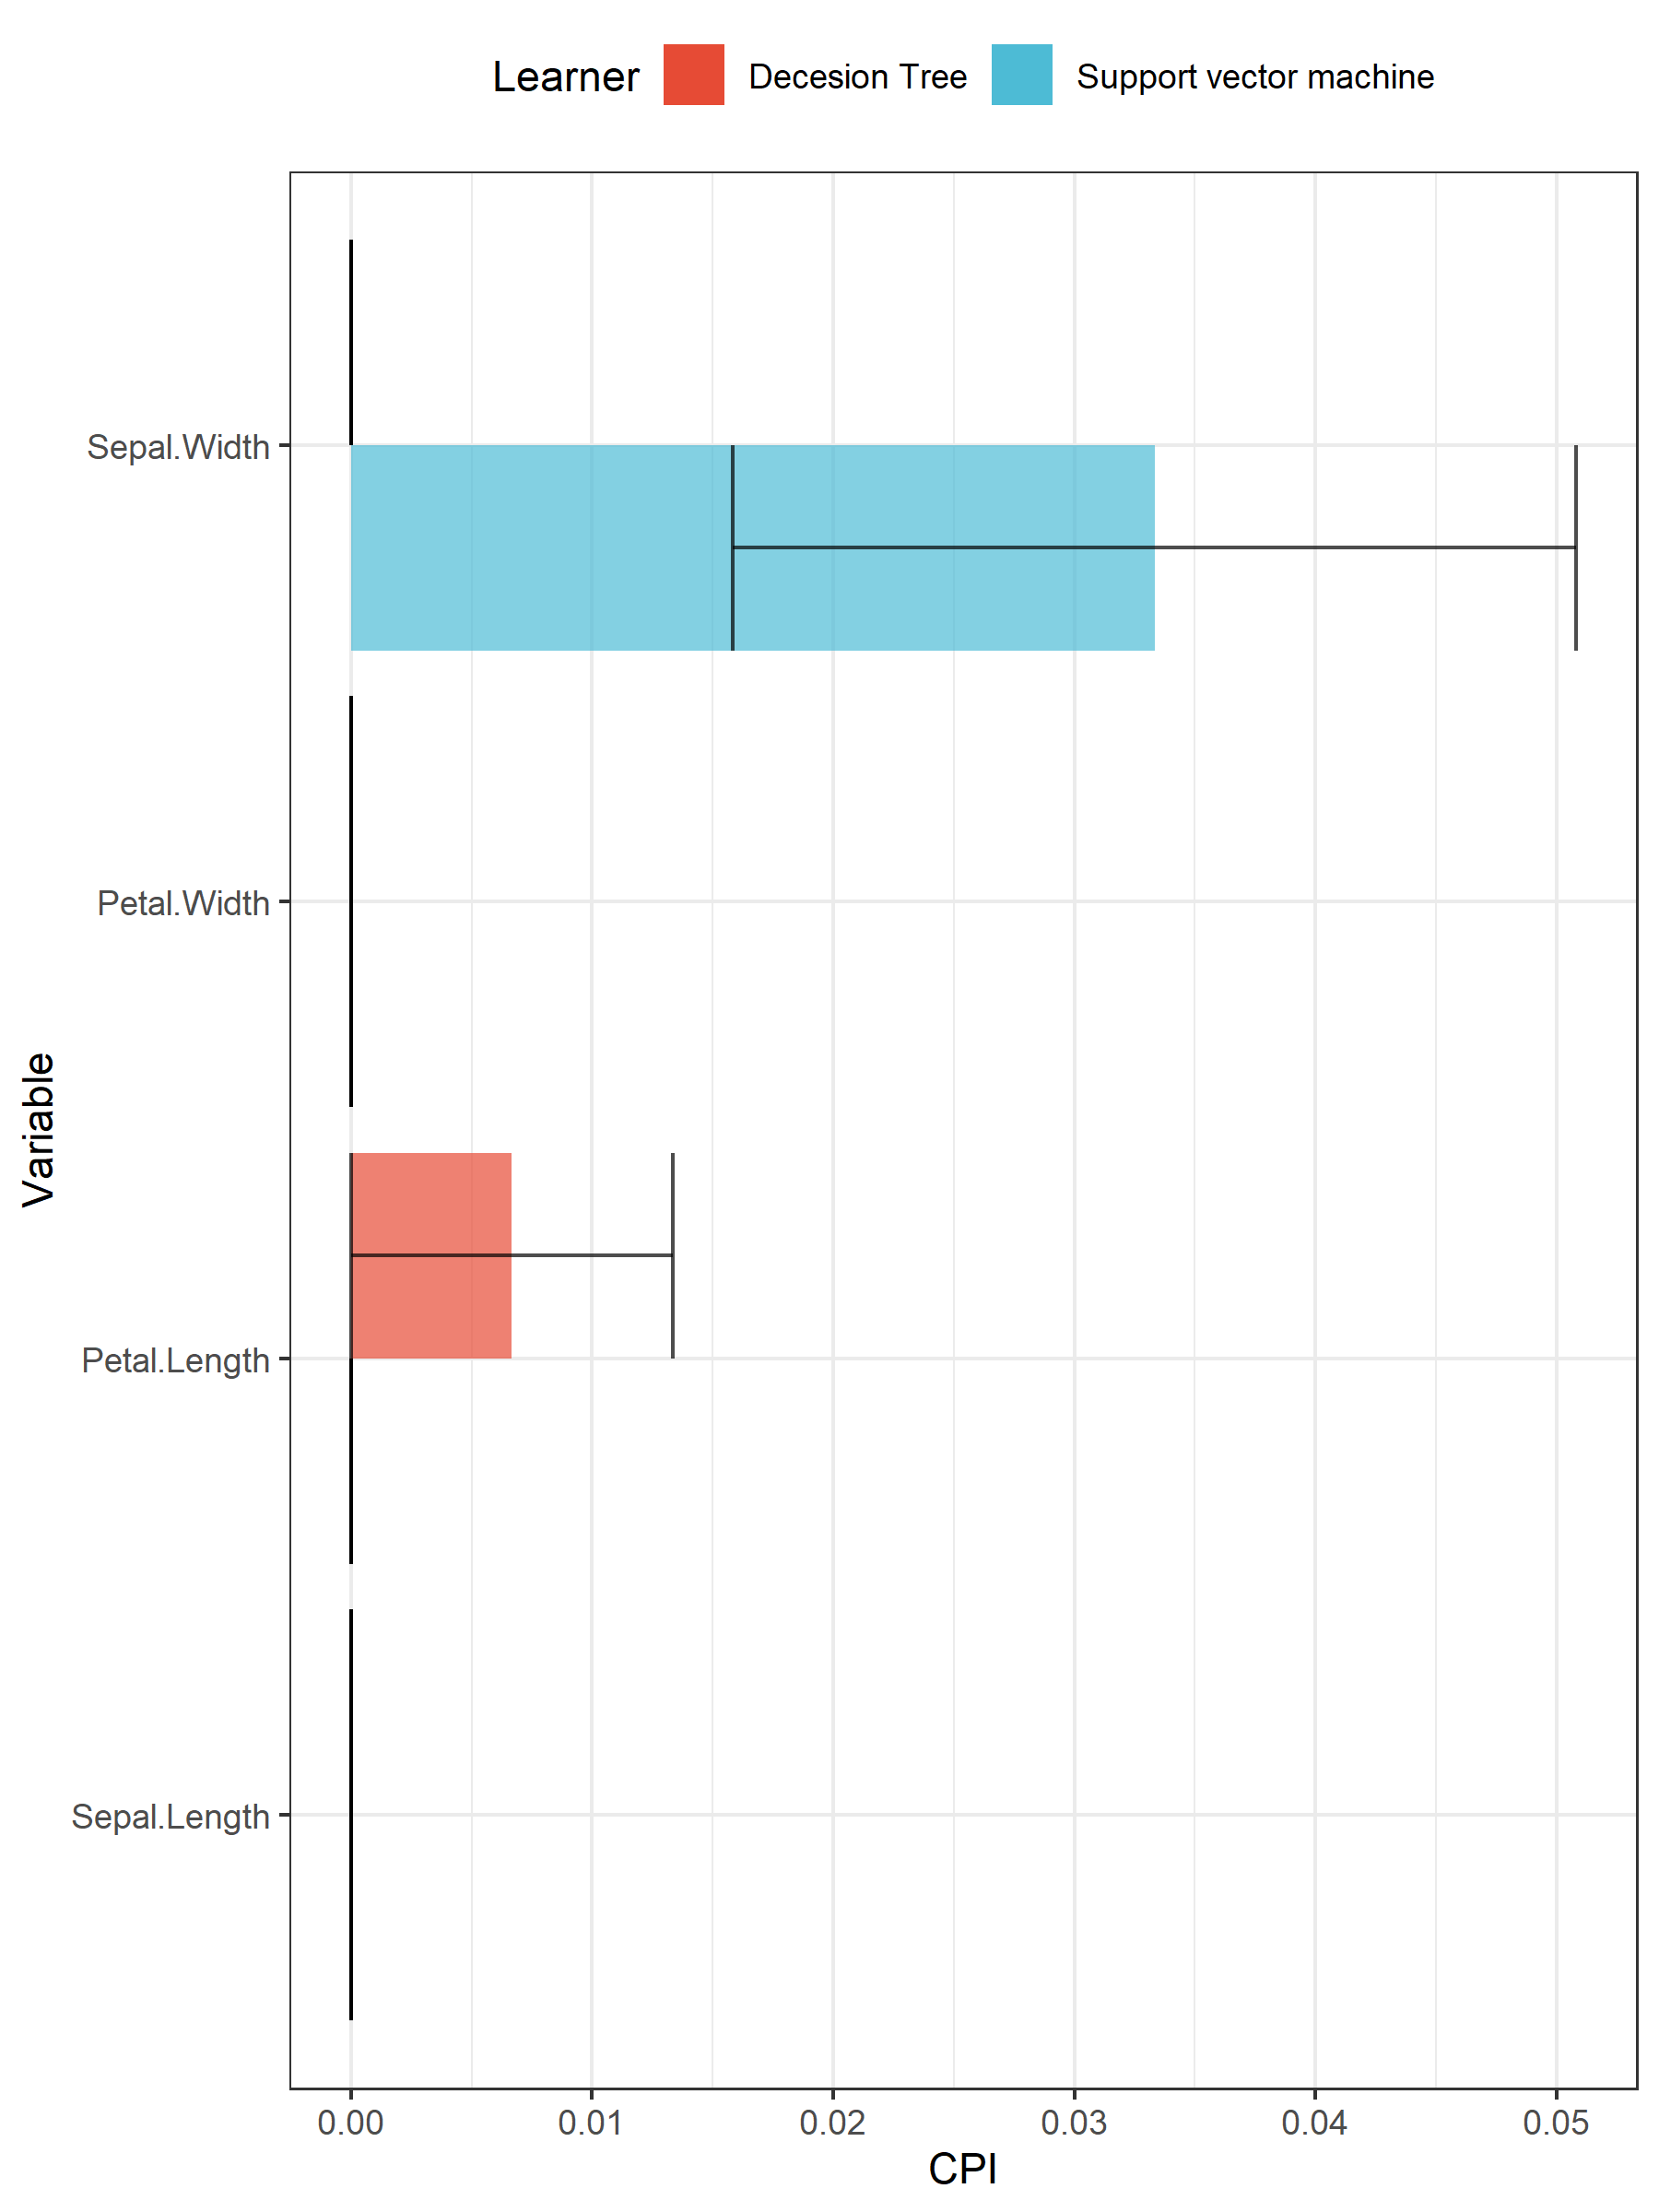 Learner Decesion Tree Support vector machine
Sepal.Width
Petal.Width
Variable
Petal.Length
Sepal.Length
0.00 0.01 0.02 0.03 0.04 0.05
CPI